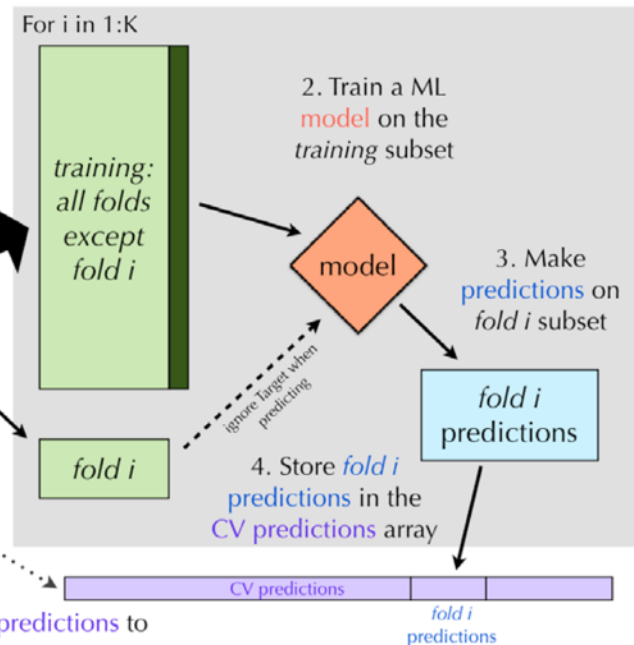 For i in 1:K
training:
all folds
except
fold i
2. Train a ML
model on the
training subset
model
3. Make
predictions on
fold i subset
ignore Target when
predicting
fold i
predictions
fold i
4. Store fold i
predictions in the
CV predictions array
CV predictions
fold i
predictions
predictions to